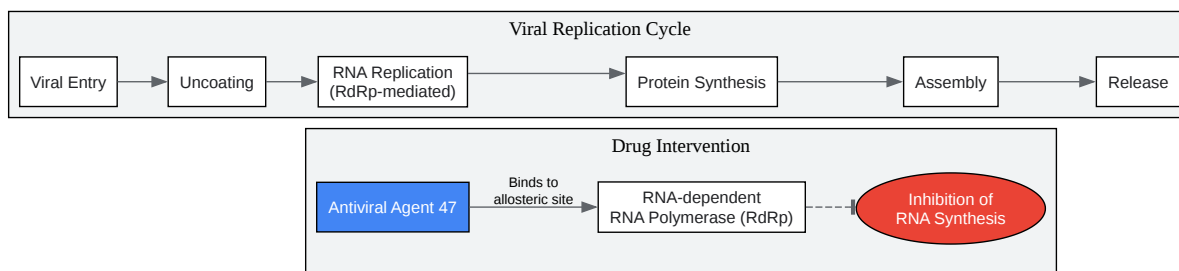 Viral Replication Cycle
Viral Entry
Uncoating
RNA Replication
(RdRp-mediated)
Protein Synthesis
Assembly
Release
Drug Intervention
Antiviral Agent 47
Binds to
allosteric site
RNA-dependent
RNA Polymerase (RdRp)
Inhibition of
RNA Synthesis